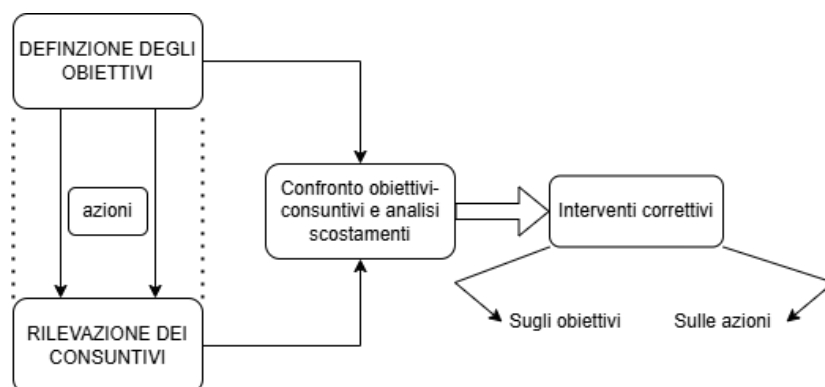 DEFINZIONE DEGLI
OBIETTIVI
azioni
RILEVAZIONE DEI
CONSUNTIVI
Confronto obiettivi-
consuntivi e analisi
scostamenti
Interventi correttivi
Sugli obiettivi
Sulle azioni